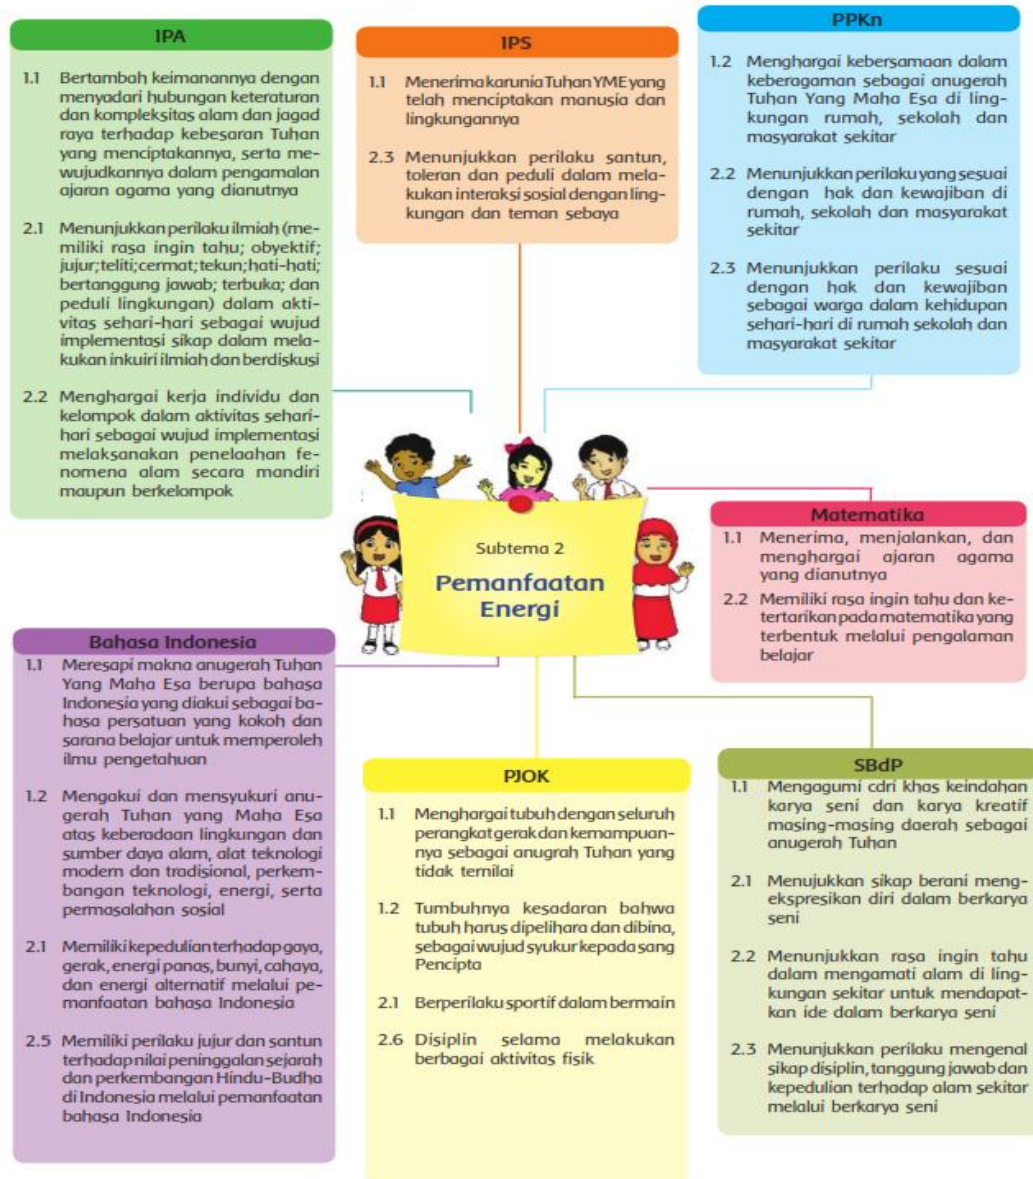 IPA
1.1 Bertambah keimanannya dengan
menyadari hubungan keteraturan
dan kompleksitas alam dan jagad
raya terhadap kebesaran Tuhan
yang menciptakannya, serta me-
wujudkannya dalam pengamalan
ajaran agama yang dianutnya
2.1 Menunjukkan perilaku ilmiah (me-
miliki rasa ingin tahu; obyektif;
jujur; teliti; cermat; tekun; hati-hati;
bertanggung jawab; terbuka; dan
peduli lingkungan) dalam akti-
vitas sehari-hari sebagai wujud
implementasi sikap dalam mela-
kukan inkuiri ilmiah dan berdiskusi
2.2 Menghargai kerja individu dan
kelompok dalam aktivitas sehari-
hari sebagai wujud implementasi
melaksanakan penelaahan fe-
nomena alam secara mandiri
maupun berkelompok
IPS
1.1 Menerima karunia Tuhan YME yang
telah menciptakan manusia dan
lingkungannya
2.3 Menunjukkan perilaku santun,
toleran dan peduli dalam mela-
kukan interaksi sosial dengan ling-
kungan dan teman sebaya
PPKn
1.2 Menghargai kebersamaan dalam
keberagaman sebagai anugerah
Tuhan Yang Maha Esa di ling-
kungan rumah, sekolah dan
masyarakat sekitar
2.2 Menunjukkan perilaku yang sesuai
dengan hak dan kewajiban di
rumah, sekolah dan masyarakat
sekitar
2.3 Menunjukkan perilaku sesuai
dengan hak dan kewajiban
sebagai warga dalam kehidupan
sehari-hari di rumah sekolah dan
masyarakat sekitar
Subtema 2
Pemanfaatan
Energi
Matematika
1.1 Menerima, menjalankan, dan
menghargai ajaran agama
yang dianutnya
2.2 Memiliki rasa ingin tahu dan ke-
tertarikan pada matematika yang
terbentuk melalui pengalaman
belajar
Bahasa Indonesia
1.1 Meresapi makna anugerah Tuhan
Yang Maha Esa berupa bahasa
Indonesia yang diakui sebagai ba-
hasa persatuan yang kokoh dan
sarana belajar untuk memperoleh
ilmu pengetahuan
1.2 Mengakui dan mensyukuri anu-
gerah Tuhan yang Maha Esa
atas keberadaan lingkungan dan
sumber daya alam, alat teknologi
modern dan tradisional, perkem-
bangan teknologi, energi, serta
permasalahan sosial
2.1 Memiliki kepedulian terhadap gaya,
gerak, energi panas, bunyi, cahaya,
dan energi alternatif melalui pe-
manfaatan bahasa Indonesia
2.5 Memiliki perilaku jujur dan santun
terhadap nilai peninggalan sejarah
dan perkembangan Hindu-Budha
di Indonesia melalui pemanfaatan
bahasa Indonesia
PJOK
1.1 Menghargai tubuh dengan seluruh
perangkat gerak dan kemampuan-
nya sebagai anugrah Tuhan yang
tidak ternilai
1.2 Tumbuhnya kesadaran bahwa
tubuh harus dipelihara dan dibina,
sebagai wujud syukur kepada sang
Pencipta
2.1 Berperilaku sportif dalam bermain
2.6 Disiplin selama melakukan
berbagai aktivitas fisik
SBdP
1.1 Mengagumi cdri khas keindahan
karya seni dan karya kreatif
masing-masing daerah sebagai
anugerah Tuhan
2.1 Menujukkan sikap berani meng-
ekspresikan diri dalam berkarya
seni
2.2 Menunjukkan rasa ingin tahu
dalam mengamati alam di ling-
kungan sekitar untuk mendapat-
kan ide dalam berkarya seni
2.3 Menunjukkan perilaku mengenal
sikap disiplin, tanggung jawab dan
kepedulian terhadap alam sekitar
melalui berkarya seni